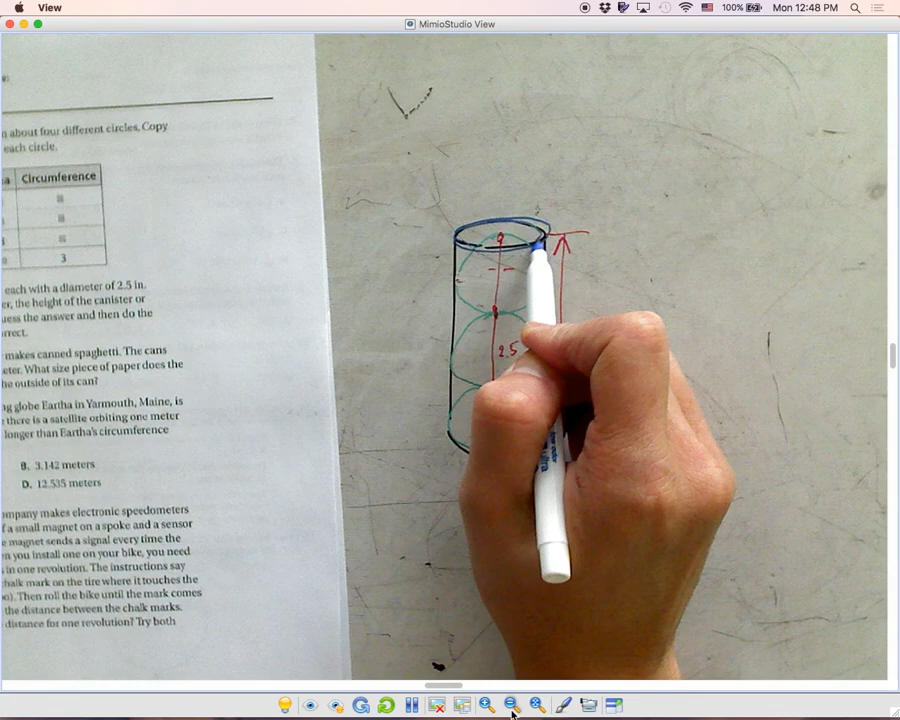 View
100%
Mon 12:48 PM
MimioStudio View
n about four different circles. Copy
each circle.
a Circumference
3
each with a diameter of 2.5 in.
er, the height of the canister or
uess the answer and then do the
rrect.
makes canned spaghetti. The cans
eter. What size piece of paper does the
he outside of its can?
ng globe Eartha in Yarmouth, Maine, is
there is a satellite orbiting one meter
longer than Eartha's circumference
B. 3.142 meters
D. 12.535 meters
ompany makes electronic speedometers
f a small magnet on a spoke and a sensor
e magnet sends a signal every time the
n you install one on your bike, you need
s in one revolution. The instructions say
halk mark on the tire where it touches the
oo). Then roll the bike until the mark comes
the distance between the chalk marks.
distance for one revolution? Try both
2.5